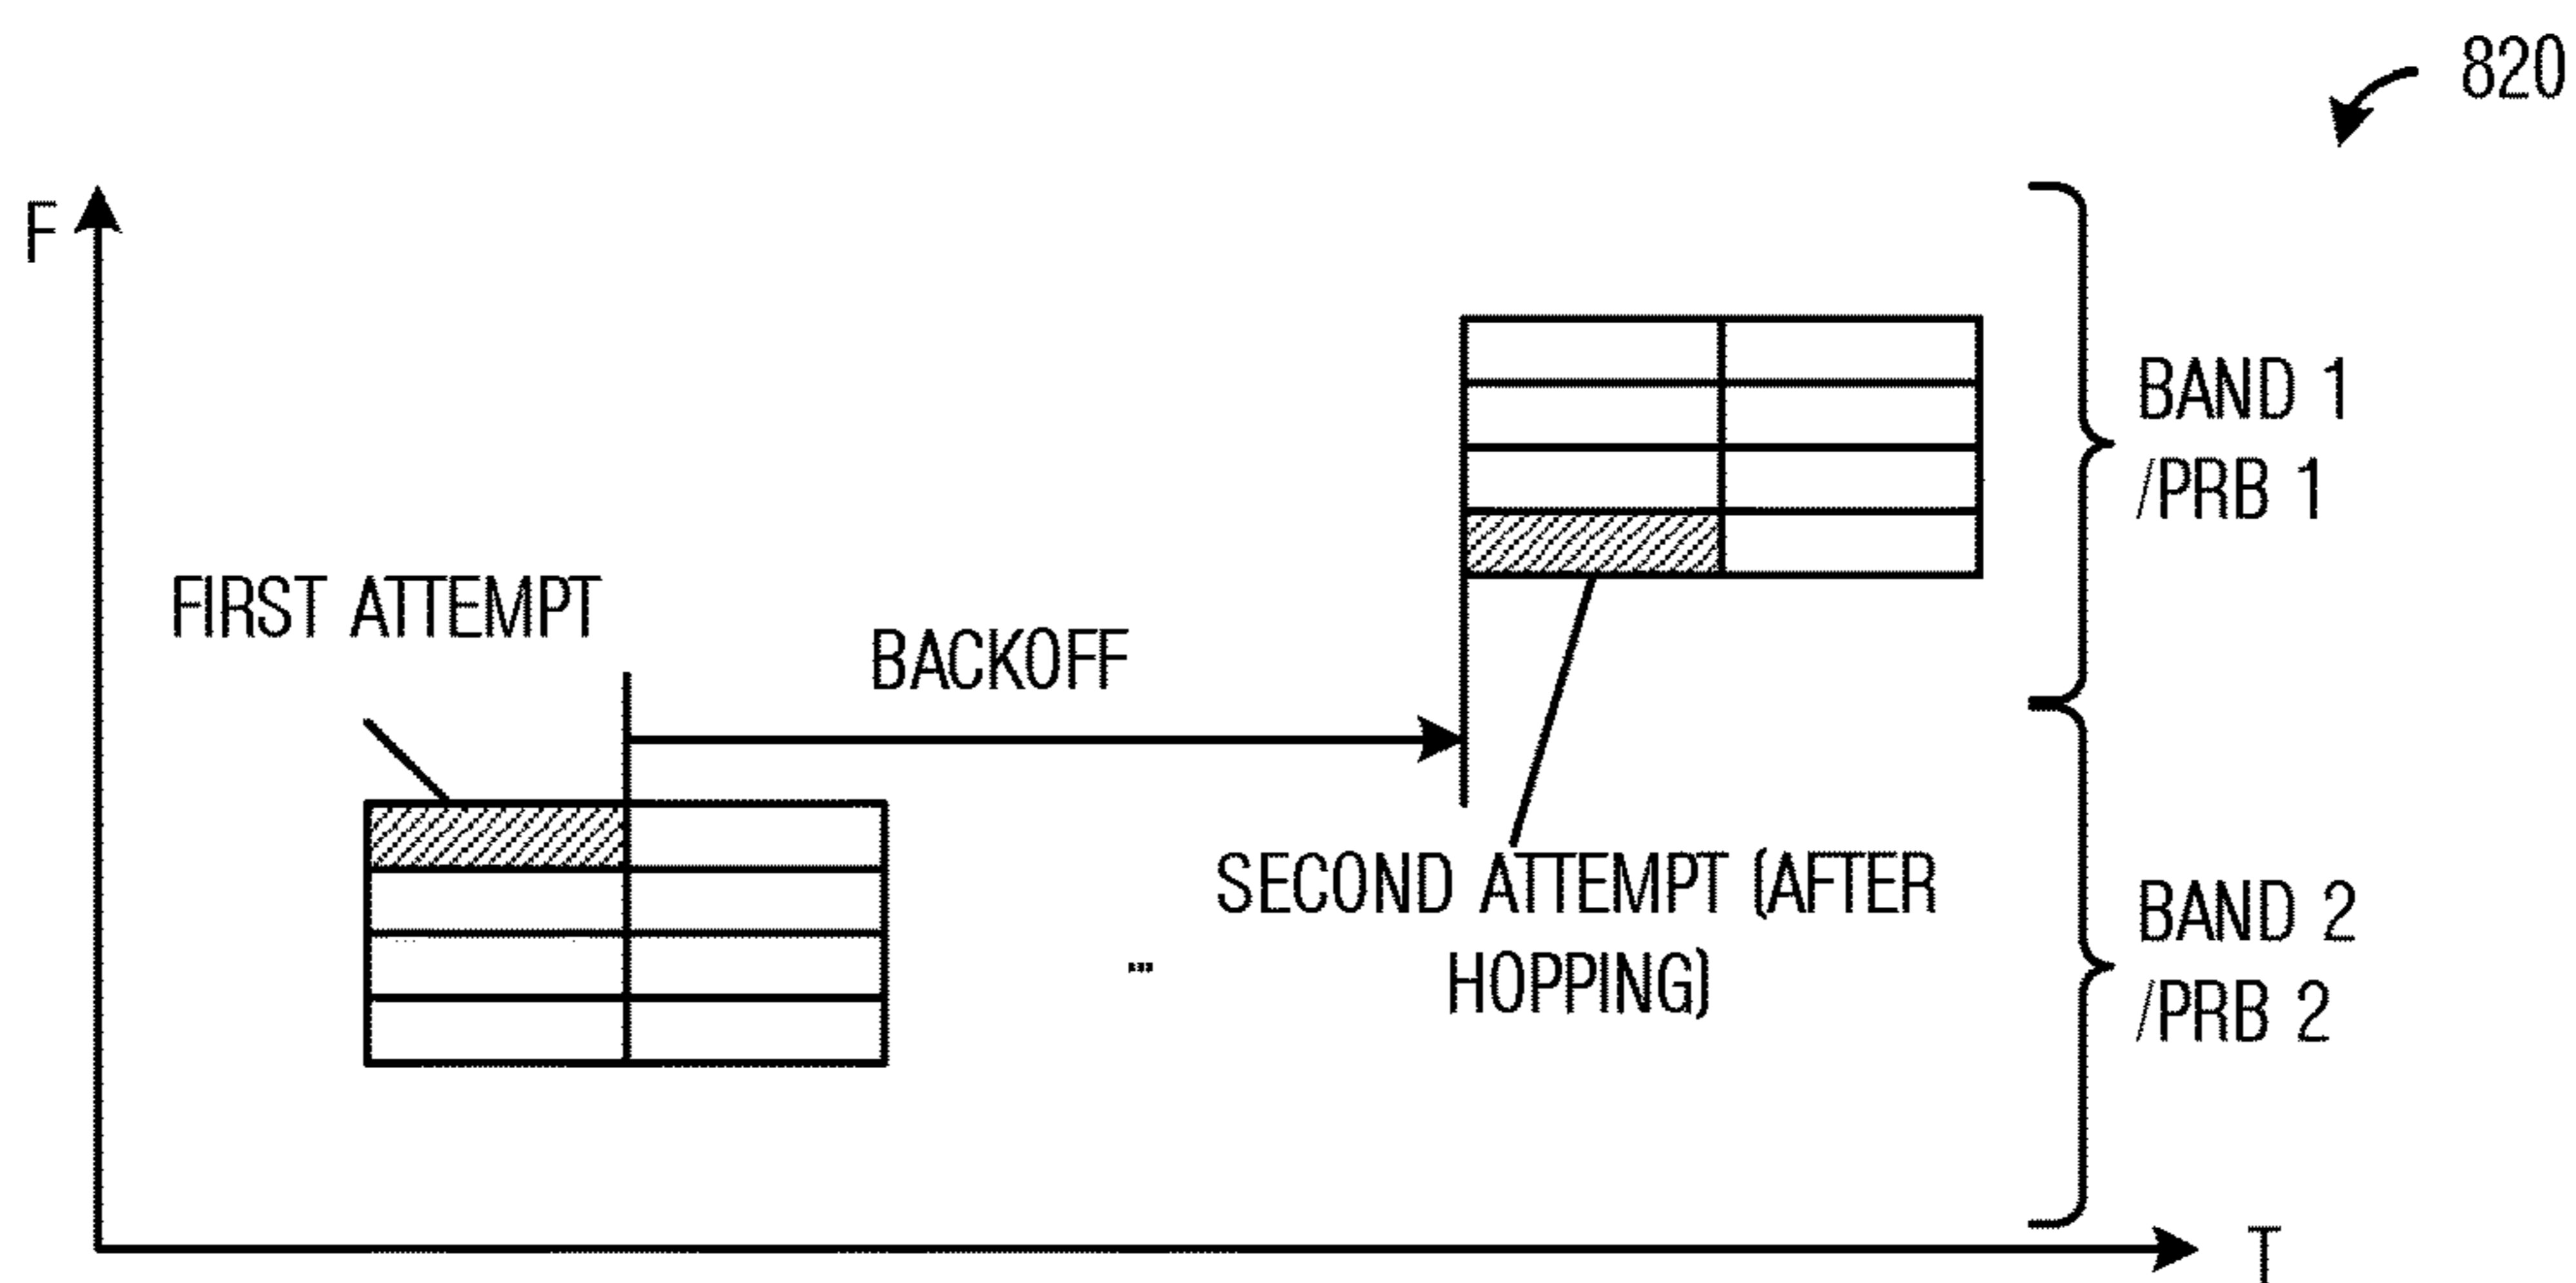 820
F
BAND 1
/PRB 1
FIRST ATTEMPT
BACKOFF
SECOND ATTEMPT (AFTER
HOPPING)
...
BAND 2
/PRB 2
T